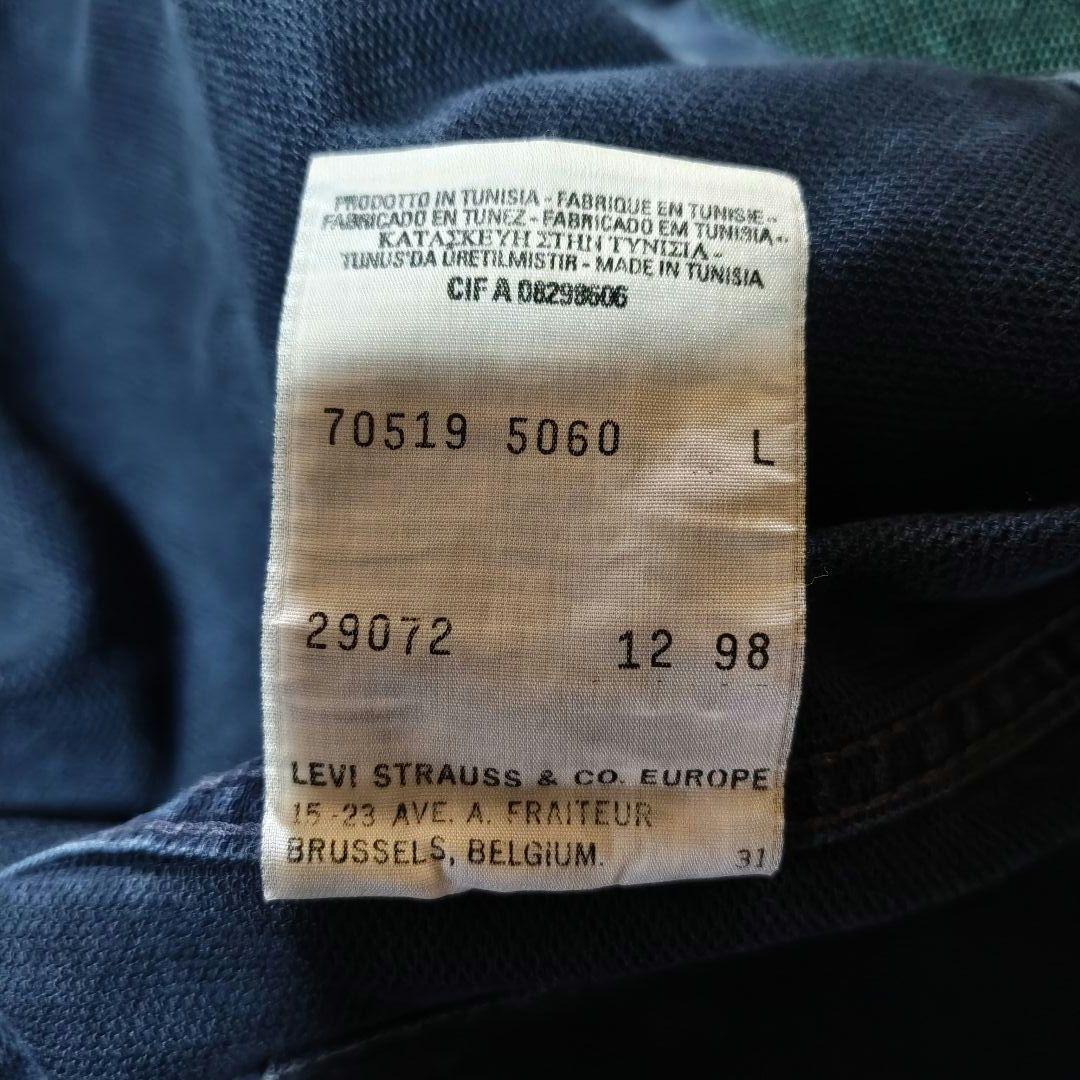 PRODOTTO IN TUNISIA - FABRIQUE EN TUNISIE -
FABRICADO EN TUNEZ - FABRICADO EM TUNISIA -
ΚΑΤΑΣΚΕΥΗ ΣΤΗΝ ΤΥΝΙΣΙΑ -
TUNUS'DA URETILMISTIR - MADE IN TUNISIA
CIF A 08298606
70519 5060 L
29072 12 98
LEVI STRAUSS & CO. EUROPE
15-23 AVE. A. FRAITEUR
BRUSSELS, BELGIUM. 31